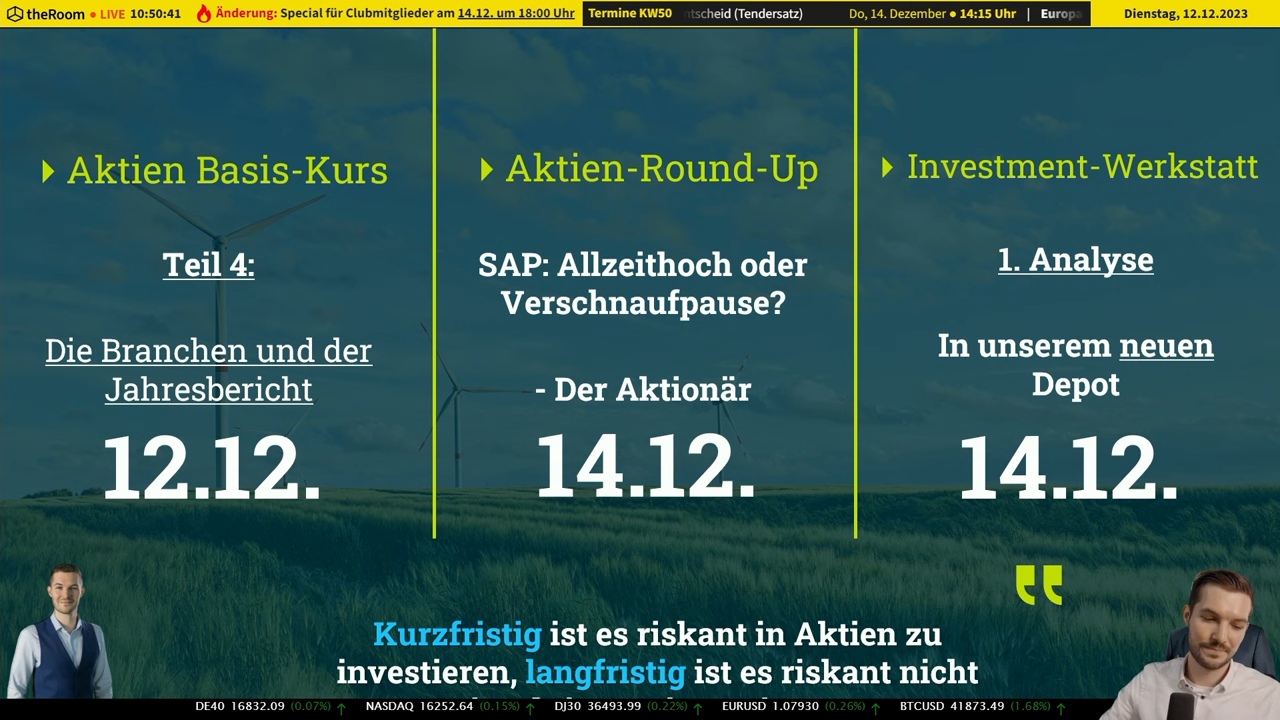 theRoom ● LIVE 10:50:41 Änderung: Special für Clubmitglieder am 14.12. um 18:00 Uhr Termine KW50 (Tendersatz) Do, 14. Dezember ● 14:15 Uhr | Europa Dienstag, 12.12.2023
Aktien Basis-Kurs
Teil 4:
Die Branchen und der
Jahresbericht
12.12.
Aktien-Round-Up
SAP: Allzeithoch oder
Verschnaufpause?
- Der Aktionär
14.12.
Investment-Werkstatt
1. Analyse
In unserem neuen
Depot
14.12.
Kurzfristig ist es riskant in Aktien zu
investieren, langfristig ist es riskant nicht
DE40 16832.09 (0.07%) ↑ NASDAQ 16252.64 (0.15%) ↑ DJ30 36493.99 (0.22%) ↑ EURUSD 1.07930 (0.26%) ↑ BTCUSD 41873.49 (1.68%) ↑